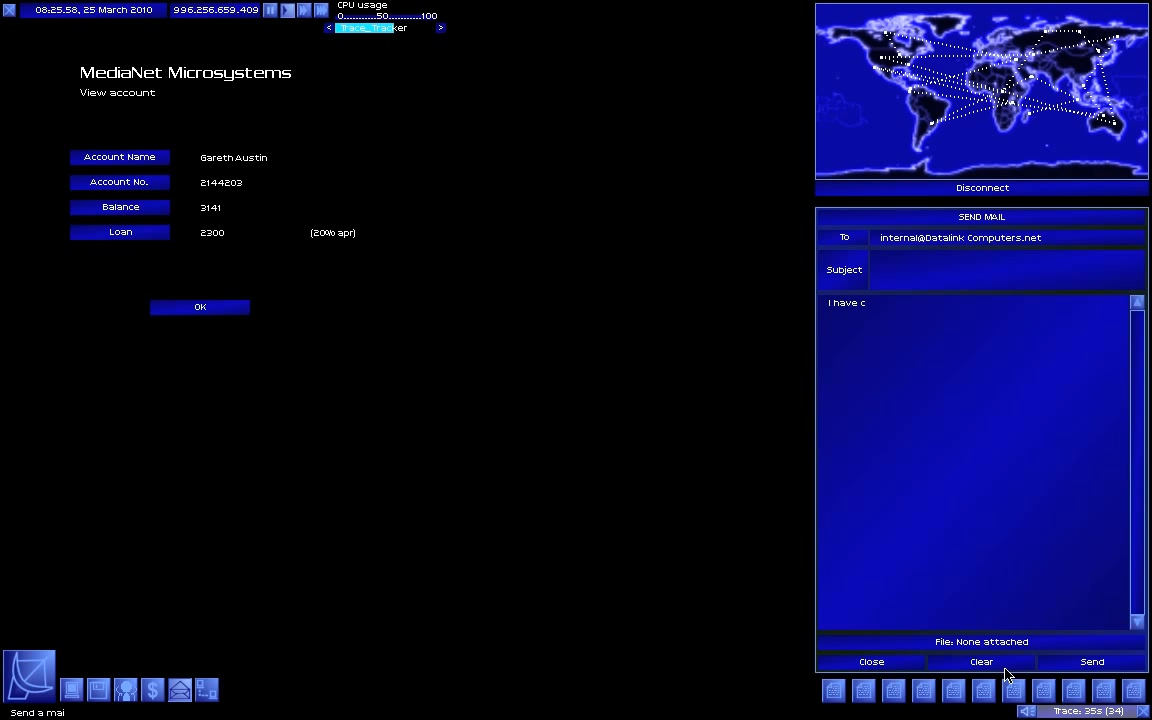 08:25.58, 25 March 2010
996.256.659.409
CPU usage
0...........50...........100
< Trace_Tracker >
MediaNet Microsystems
View account
Account Name Gareth Austin
Account No. 2144203
Balance 3141
Loan 2300 (20% apr)
OK
Disconnect
SEND MAIL
To internal@Datalink Computers.net
Subject
I have c
File: None attached
Close Clear Send
Send a mai
Trace: 35s (34)